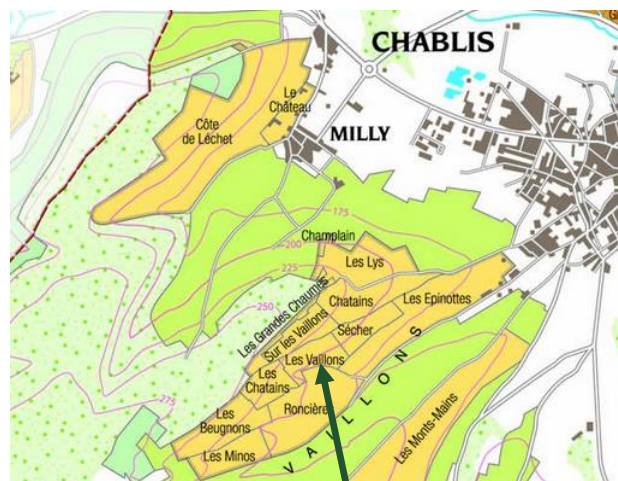 CHABLIS
Le
Château
Côte
de Léchet
MILLY
175
Champlain
200
Les Lys
225
250
Les Grandes Chaumes
Chatains
Les Epinottes
Sur les Vaillons
Sécher
275
Les Vaillons
Les
Chatains
Roncière
VAILLONS
Les
Beugnons
Les Minos
Les Monts-Mains